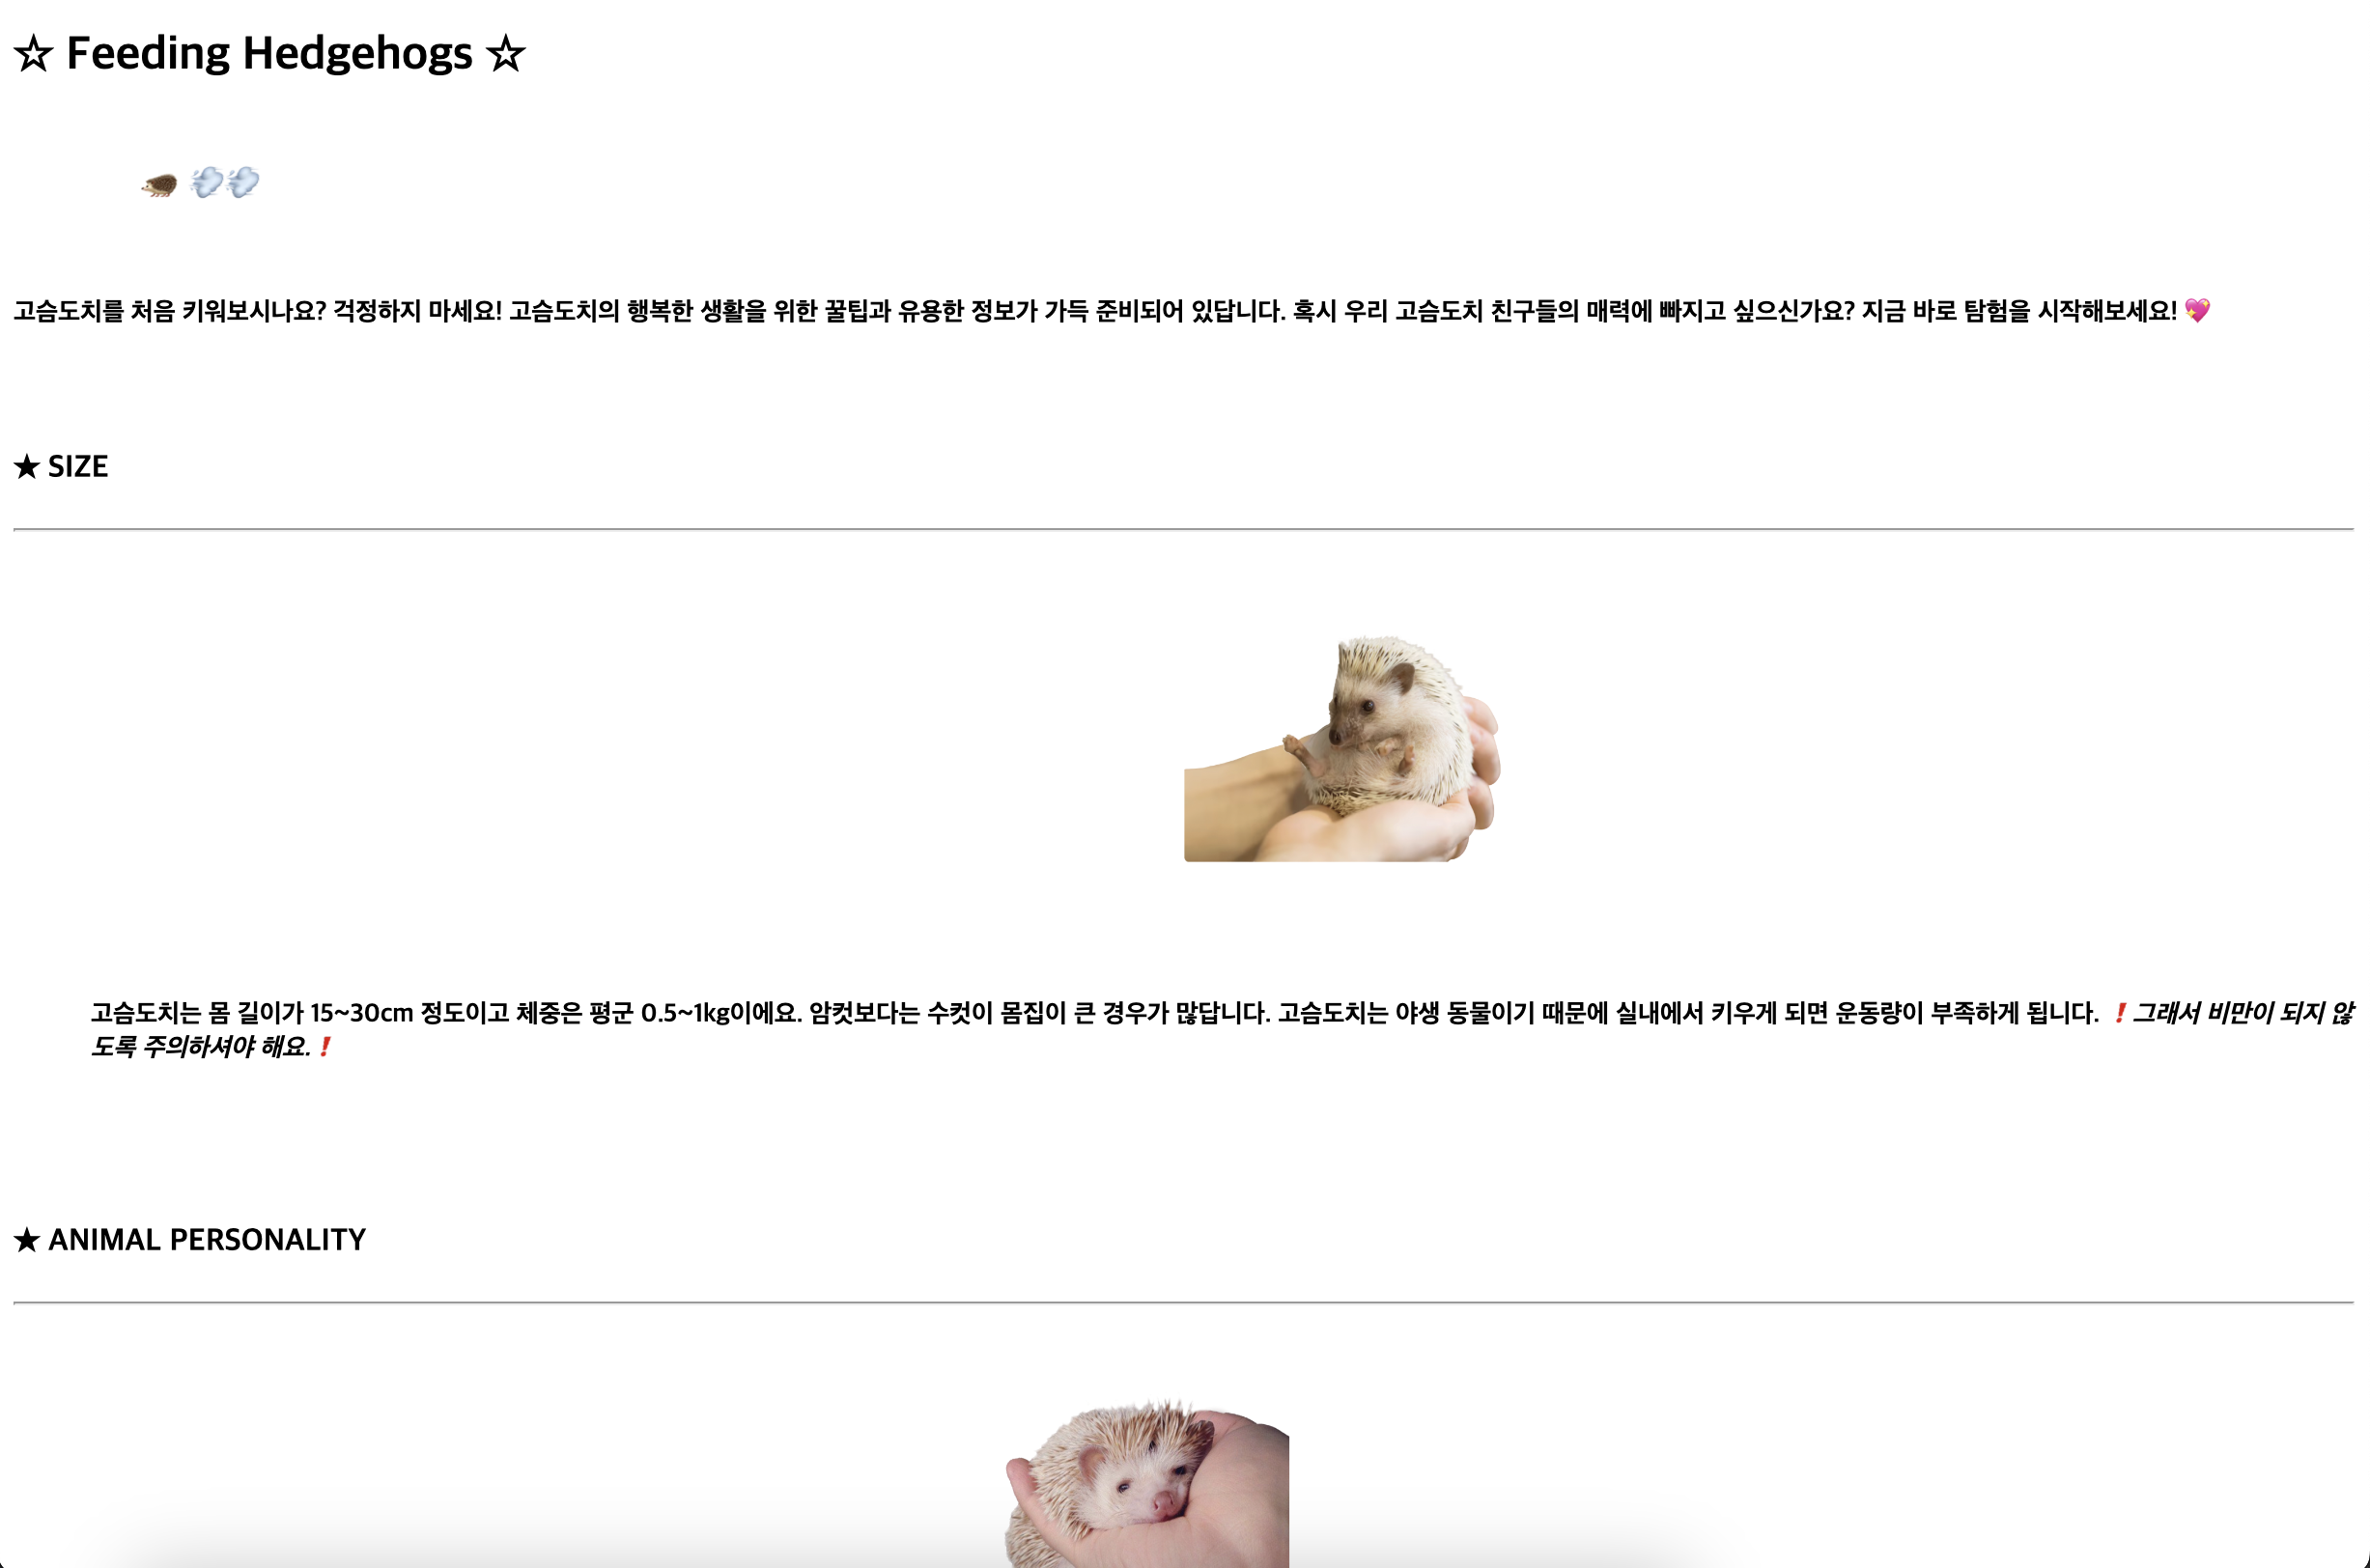 ☆ Feeding Hedgehogs ☆
🦔 💨💨
고슴도치를 처음 키워보시나요? 걱정하지 마세요! 고슴도치의 행복한 생활을 위한 꿀팁과 유용한 정보가 가득 준비되어 있답니다. 혹시 우리 고슴도치 친구들의 매력에 빠지고 싶으신가요? 지금 바로 탐험을 시작해보세요! 💖
★ SIZE
고슴도치는 몸 길이가 15~30cm 정도이고 체중은 평균 0.5~1kg이에요. 암컷보다는 수컷이 몸집이 큰 경우가 많답니다. 고슴도치는 야생 동물이기 때문에 실내에서 키우게 되면 운동량이 부족하게 됩니다. ❗그래서 비만이 되지 않
도록 주의하셔야 해요.❗
★ ANIMAL PERSONALITY